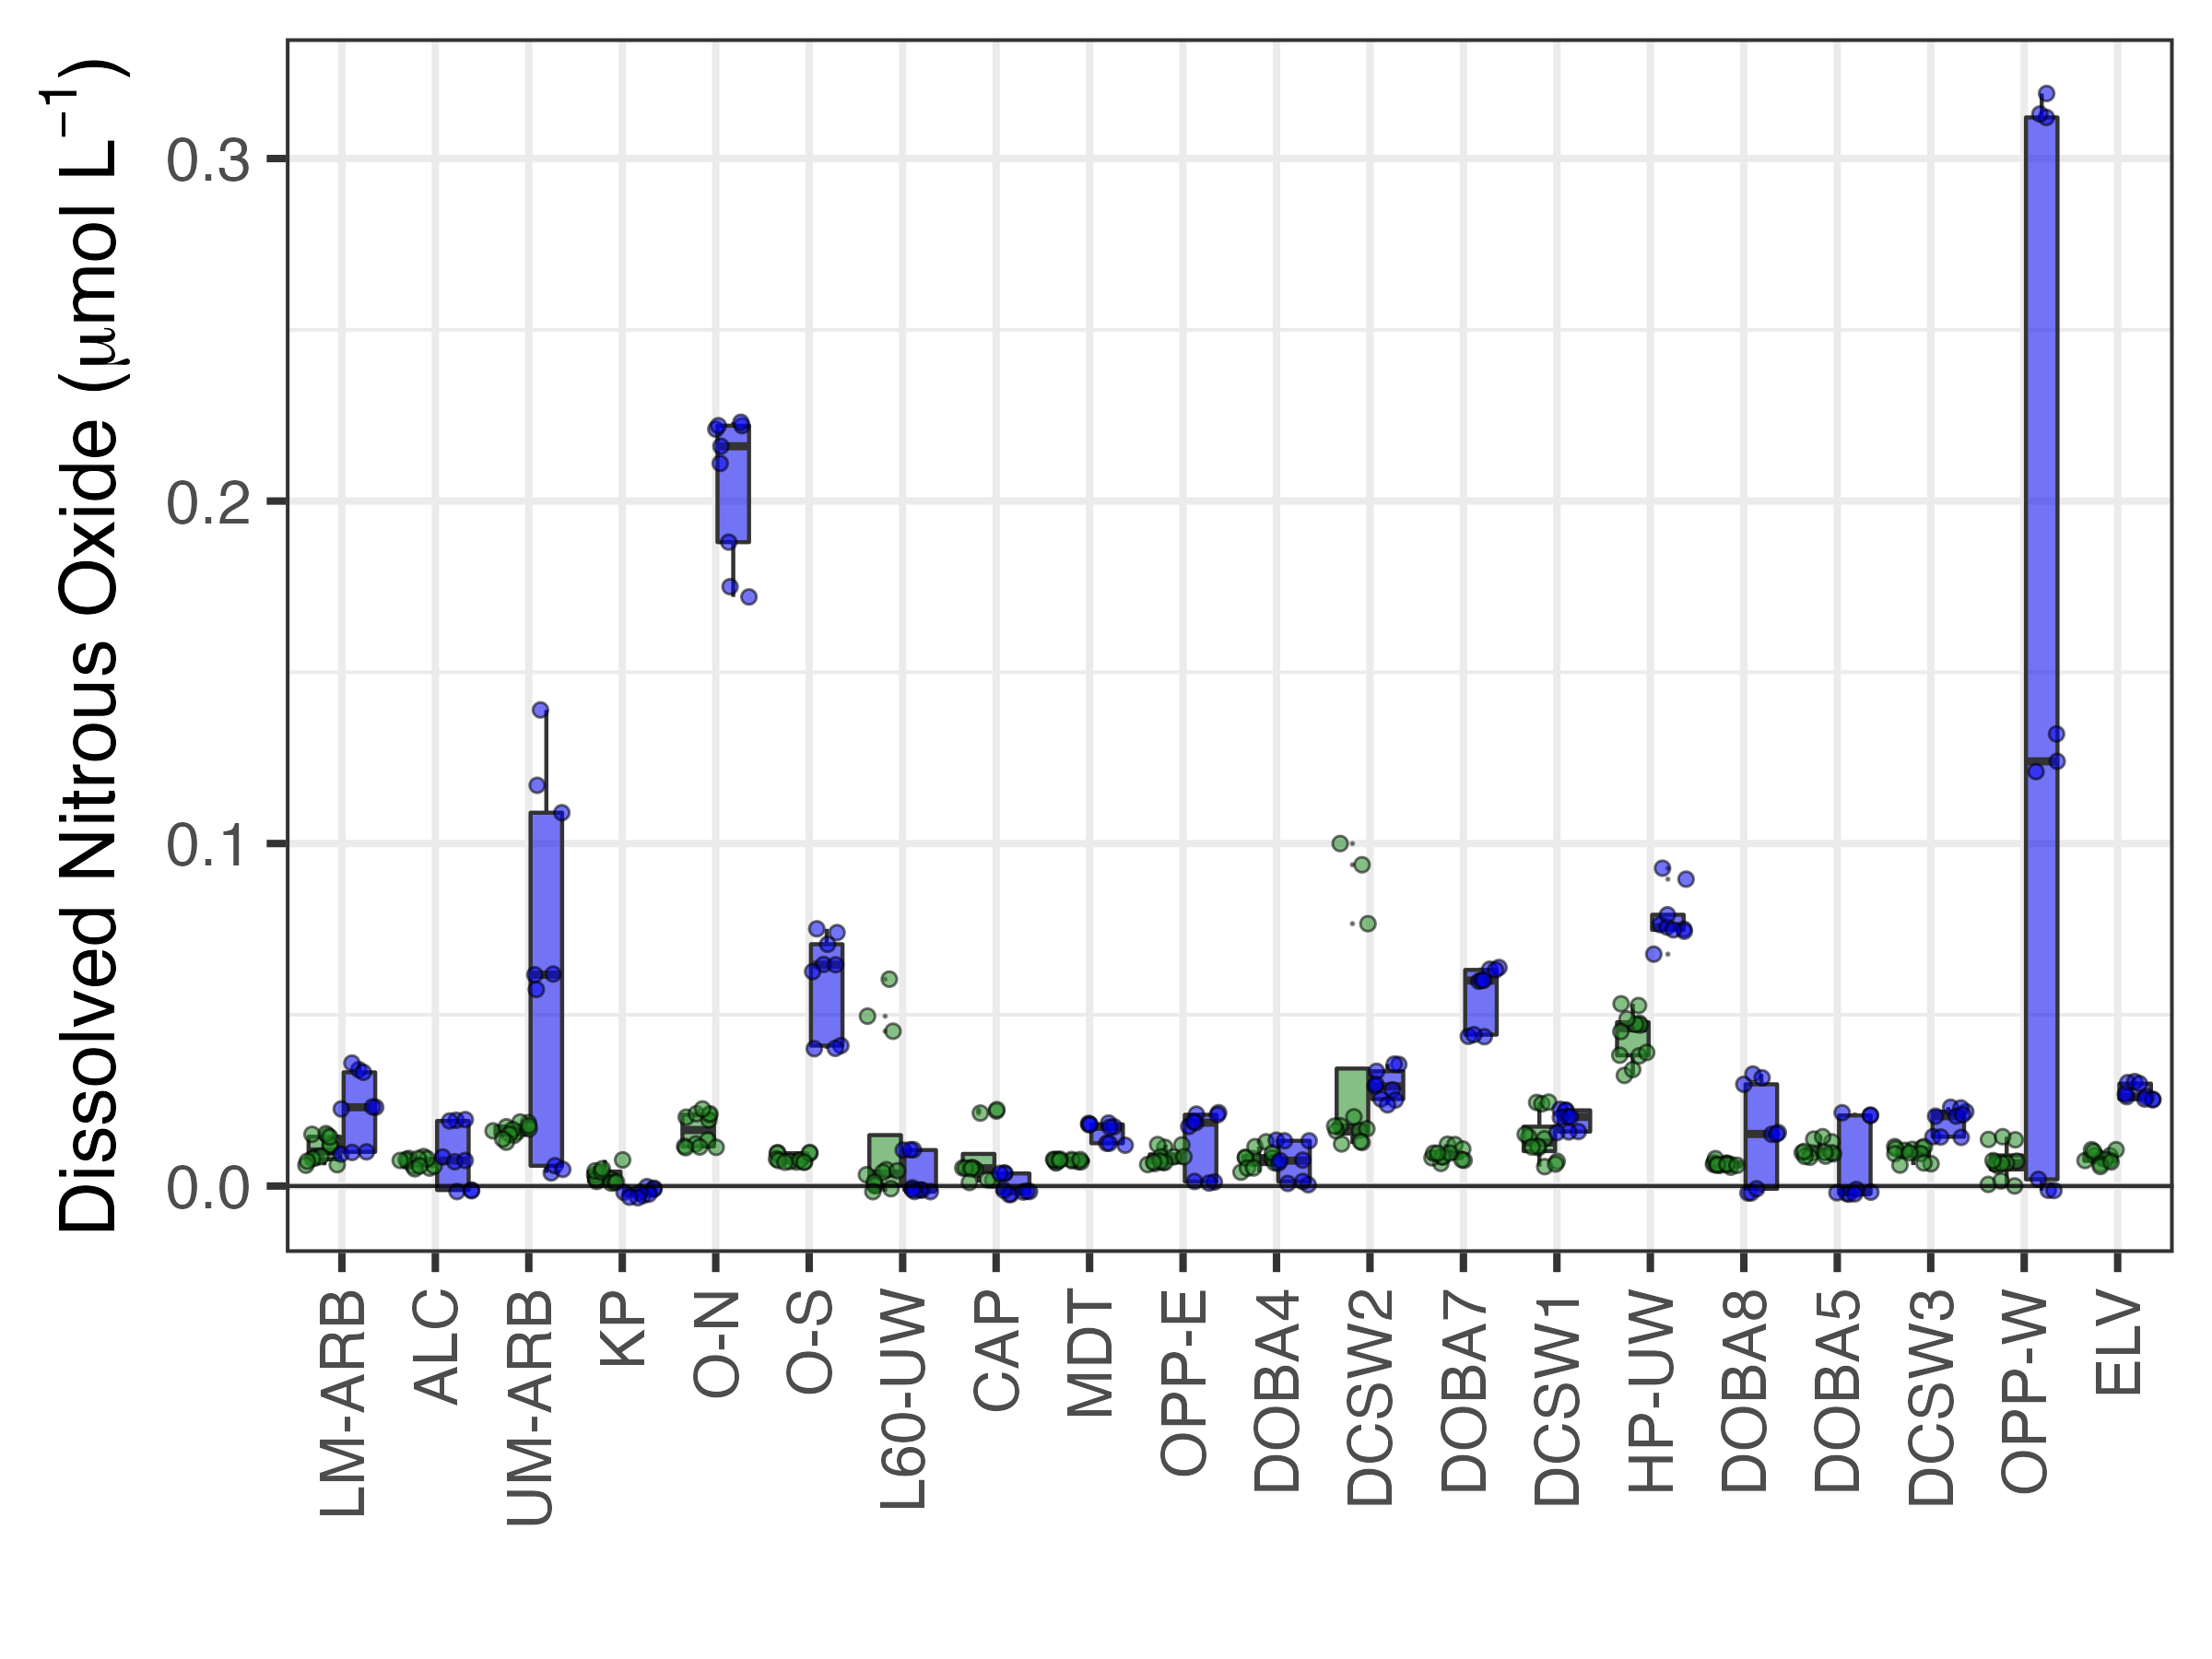 Dissolved Nitrous Oxide (μmol L⁻¹)
0.3
0.2
0.1
0.0
LM-ARB
ALC
UM-ARB
KP
O-N
O-S
L60-UW
CAP
MDT
OPP-E
DOBA4
DCSW2
DOBA7
DCSW1
HP-UW
DOBA8
DOBA5
DCSW3
OPP-W
ELV